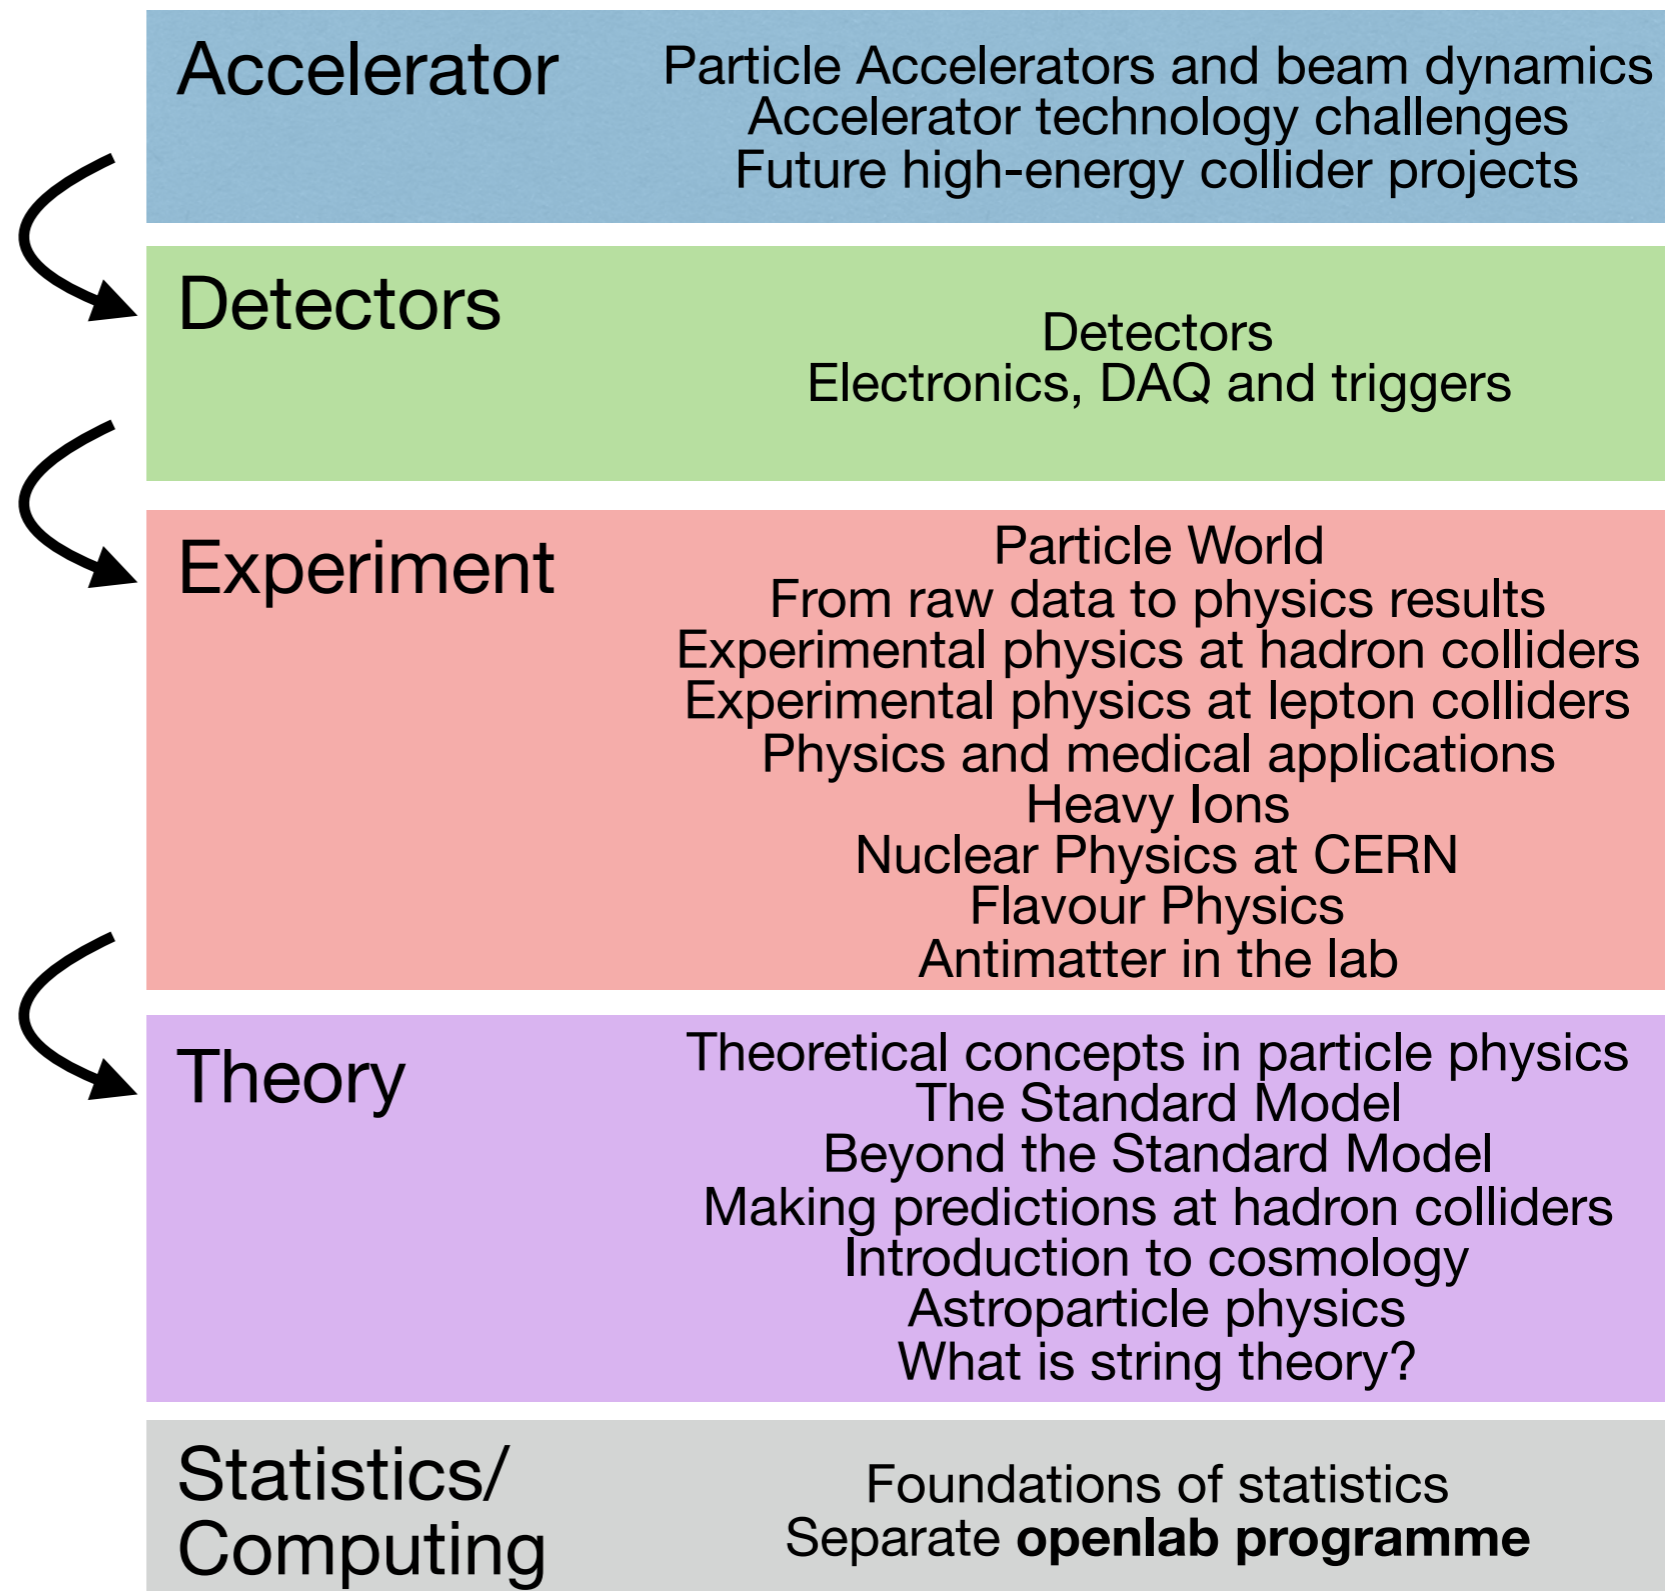 Accelerator
Particle Accelerators and beam dynamics
Accelerator technology challenges
Future high-energy collider projects
Detectors
Detectors
Electronics, DAQ and triggers
Experiment
Particle World
From raw data to physics results
Experimental physics at hadron colliders
Experimental physics at lepton colliders
Physics and medical applications
Heavy Ions
Nuclear Physics at CERN
Flavour Physics
Antimatter in the lab
Theory
Theoretical concepts in particle physics
The Standard Model
Beyond the Standard Model
Making predictions at hadron colliders
Introduction to cosmology
Astroparticle physics
What is string theory?
Statistics/
Computing
Foundations of statistics
Separate openlab programme